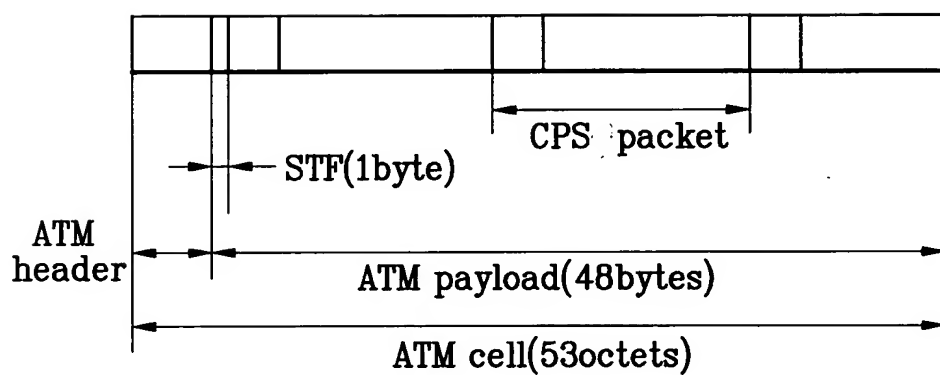 CPS packet
STF(1byte)
ATM
header
ATM payload(48bytes)
ATM cell(53octets)